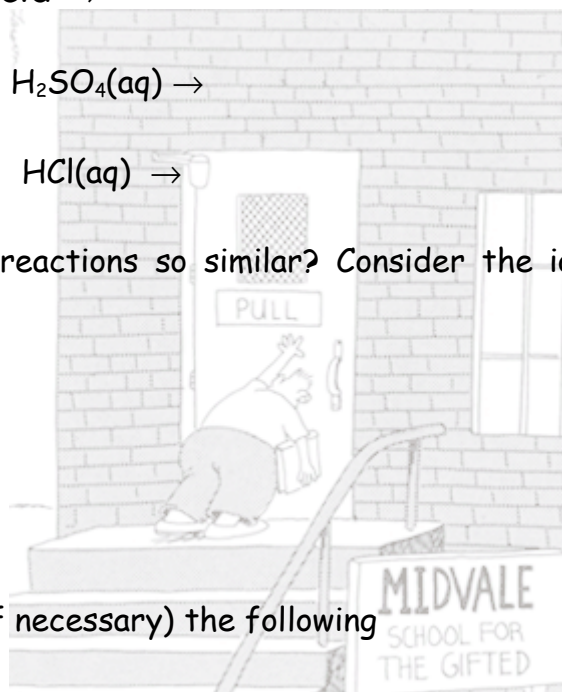 H₂SO₄(aq) →
HCl(aq) →
reactions so similar? Consider the
PULL
necessary) the following
MIDVALE
SCHOOL FOR
THE GIFTED